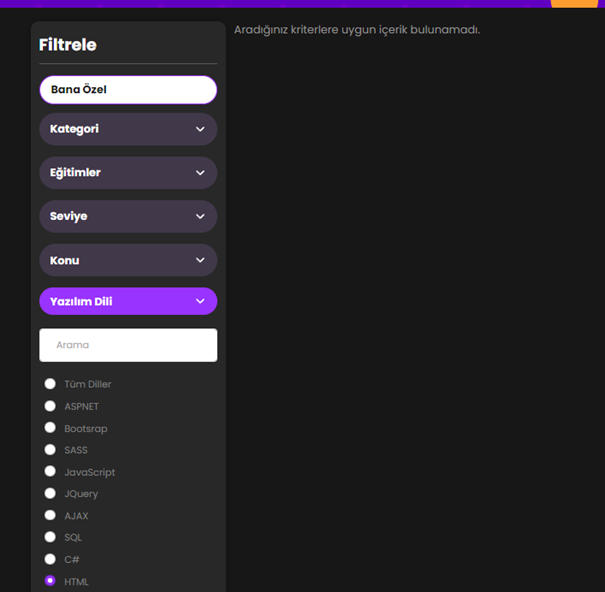 Filtrele
Bana Özel
Kategori
Eğitimler
Seviye
Konu
Yazılım Dili
Arama
Tüm Diller
ASPNET
Bootsrap
SASS
JavaScript
JQuery
AJAX
SQL
C#
HTML
Aradığınız kriterlere uygun içerik bulunamadı.